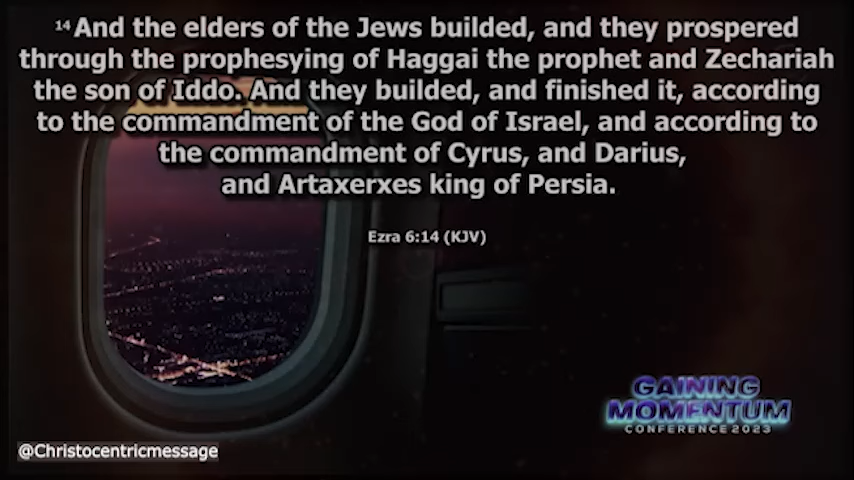 14 And the elders of the Jews builded, and they prospered
through the prophesying of Haggai the prophet and Zechariah
the son of Iddo. And they builded, and finished it, according
to the commandment of the God of Israel, and according to
the commandment of Cyrus, and Darius,
and Artaxerxes king of Persia.
Ezra 6:14 (KJV)
GAINING
MOMENTUM
CONFERENCE 2023
@Christocentricmessage